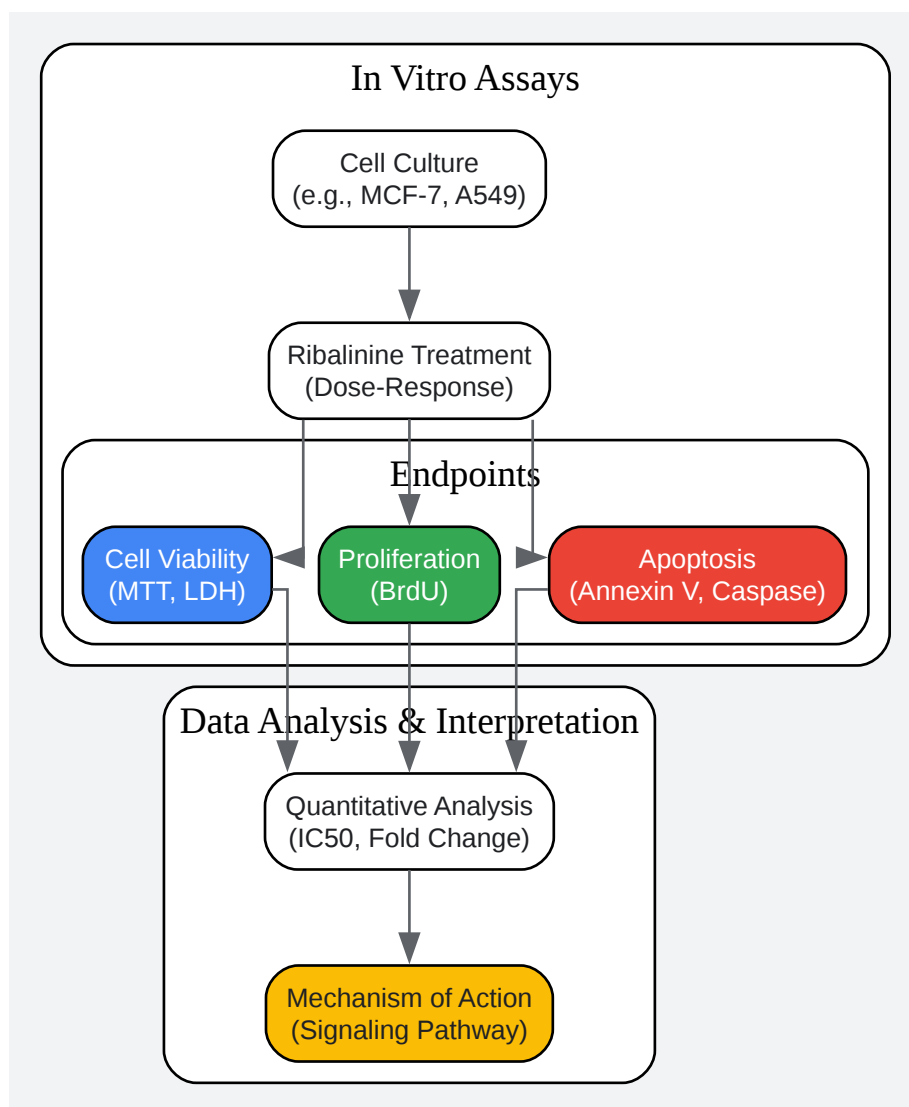 In Vitro Assays
Cell Culture
(e.g., MCF-7, A549)
Ribalinine Treatment
(Dose-Response)
Endpoints
Cell Viability
(MTT, LDH)
Proliferation
(BrdU)
Apoptosis
(Annexin V, Caspase)
Data Analysis & Interpretation
Quantitative Analysis
(IC50, Fold Change)
Mechanism of Action
(Signaling Pathway)